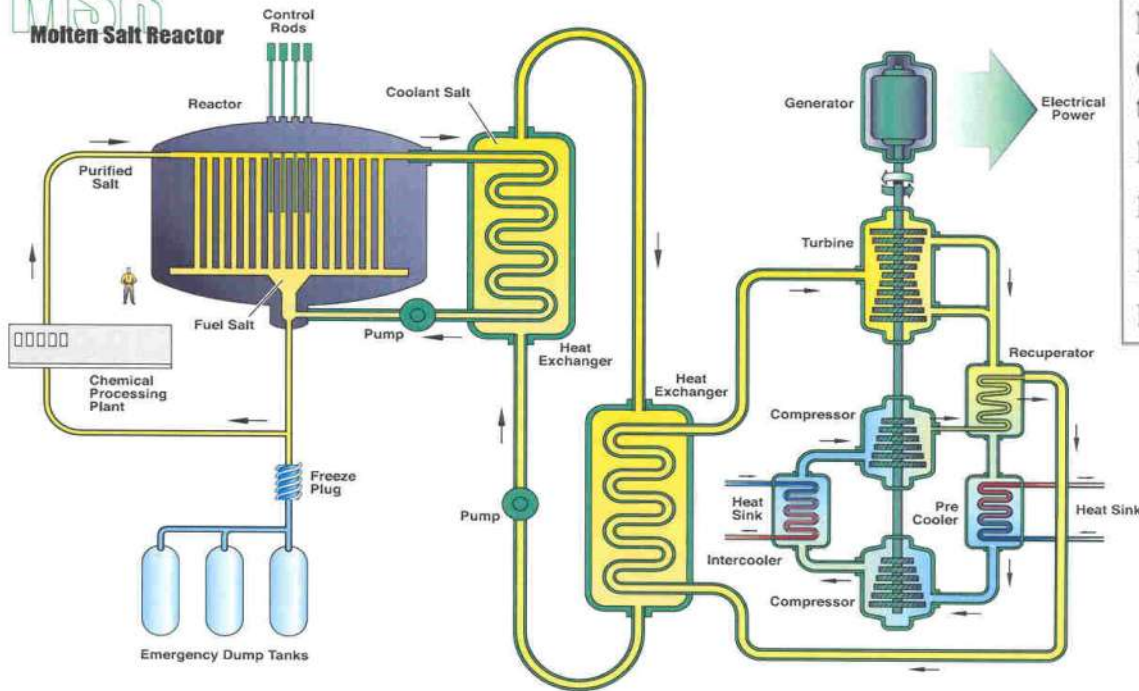 MSR
Molten Salt Reactor
Control
Rods
Reactor
Coolant Salt
Generator
Electrical
Power
Purified
Salt
Turbine
Fuel Salt
Pump
Heat
Exchanger
Recuperator
Chemical
Processing
Plant
Heat
Exchanger
Compressor
Freeze
Plug
Pump
Heat
Sink
Pre
Cooler
Heat Sink
Intercooler
Compressor
Emergency Dump Tanks